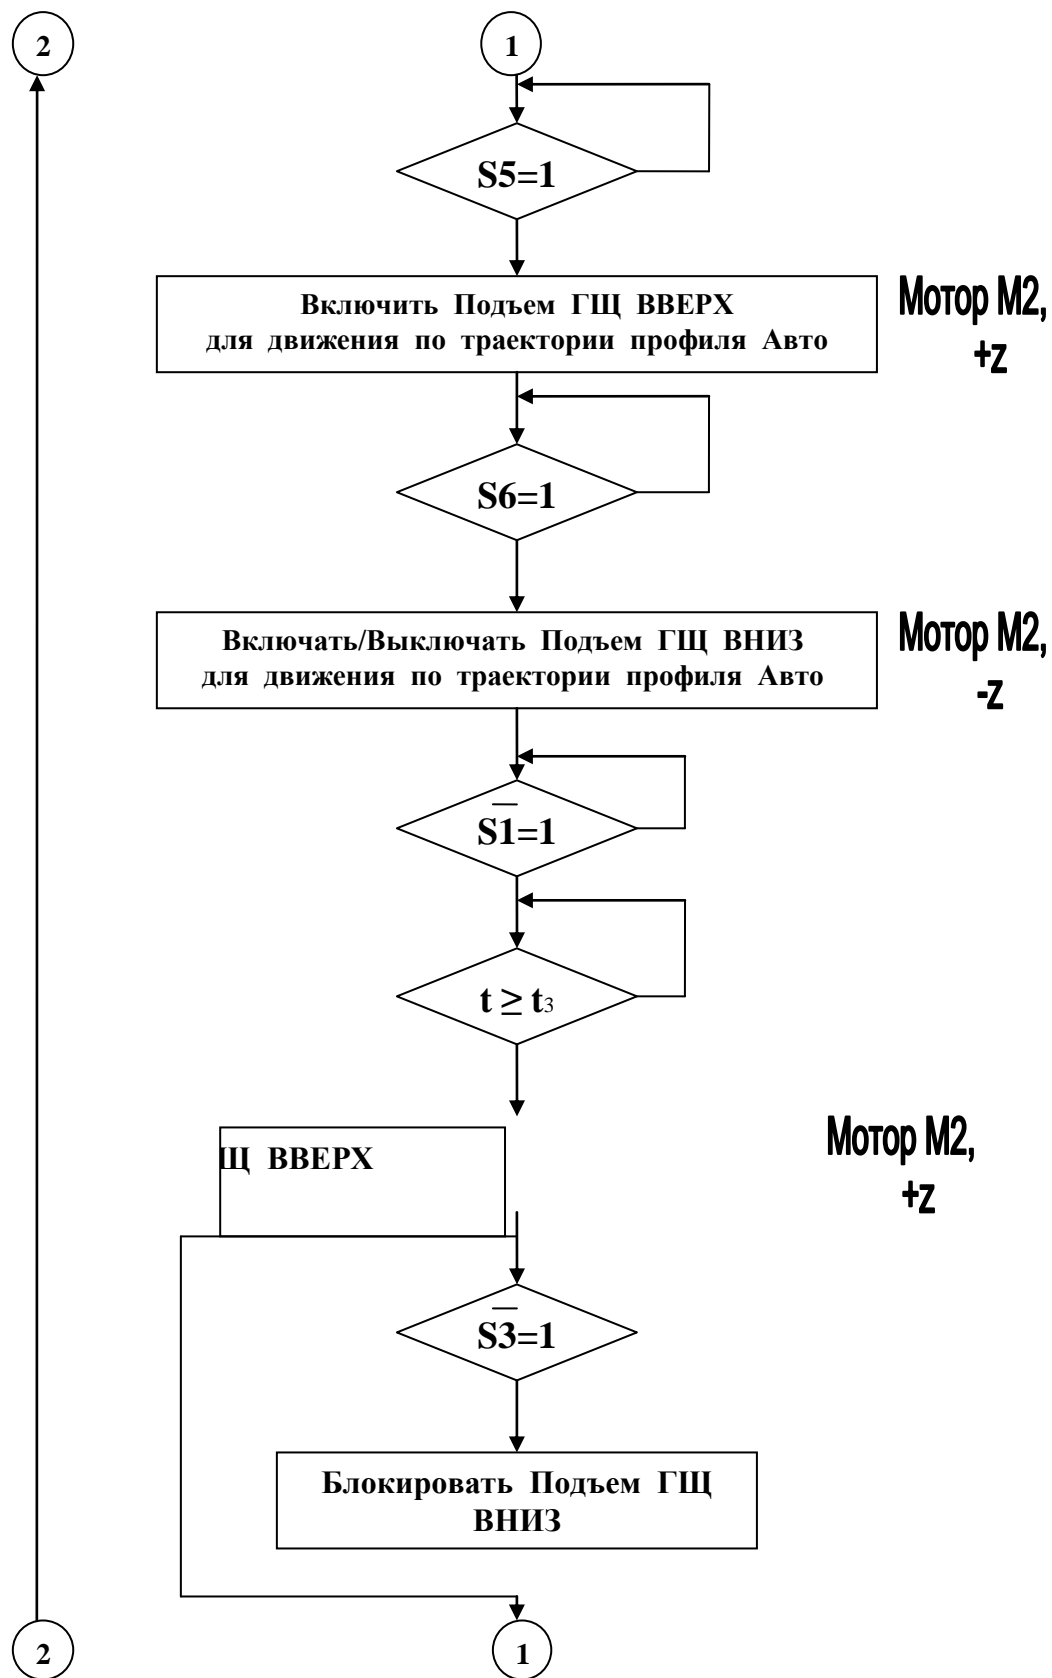 2
1
S5=1
Включить Подъем ГЩ ВВЕРХ
для движения по траектории профиля Авто
Мотор М2,
+z
S6=1
Включать/Выключать Подъем ГЩ ВНИЗ
для движения по траектории профиля Авто
Мотор М2,
-z
S̅1̅=1
t ≥ t₃
Щ ВВЕРХ
Мотор М2,
+z
S̅3̅=1
Блокировать Подъем ГЩ
ВНИЗ
2
1